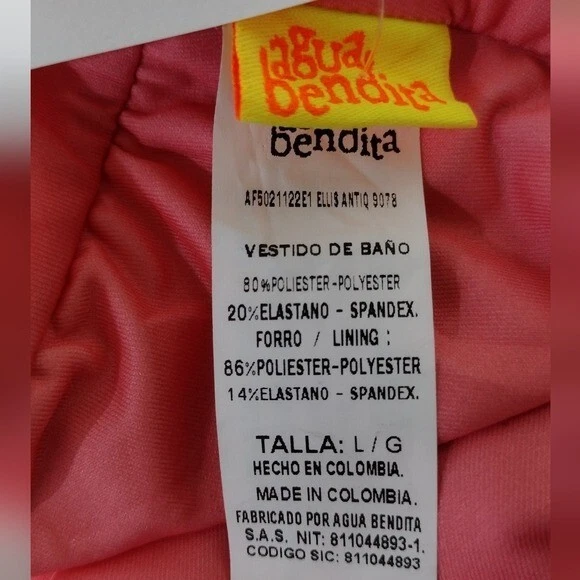 agua
bendita
bendita
AF5021122E1 ELLIS ANTIQ 9078
VESTIDO DE BAÑO
80%POLIESTER-POLYESTER
20%ELASTANO - SPANDEX.
FORRO / LINING :
86%POLIESTER-POLYESTER
14%ELASTANO - SPANDEX.
TALLA: L / G
HECHO EN COLOMBIA.
MADE IN COLOMBIA.
FABRICADO POR AGUA BENDITA
S.A.S. NIT: 811044893-1.
CODIGO SIC: 811044893